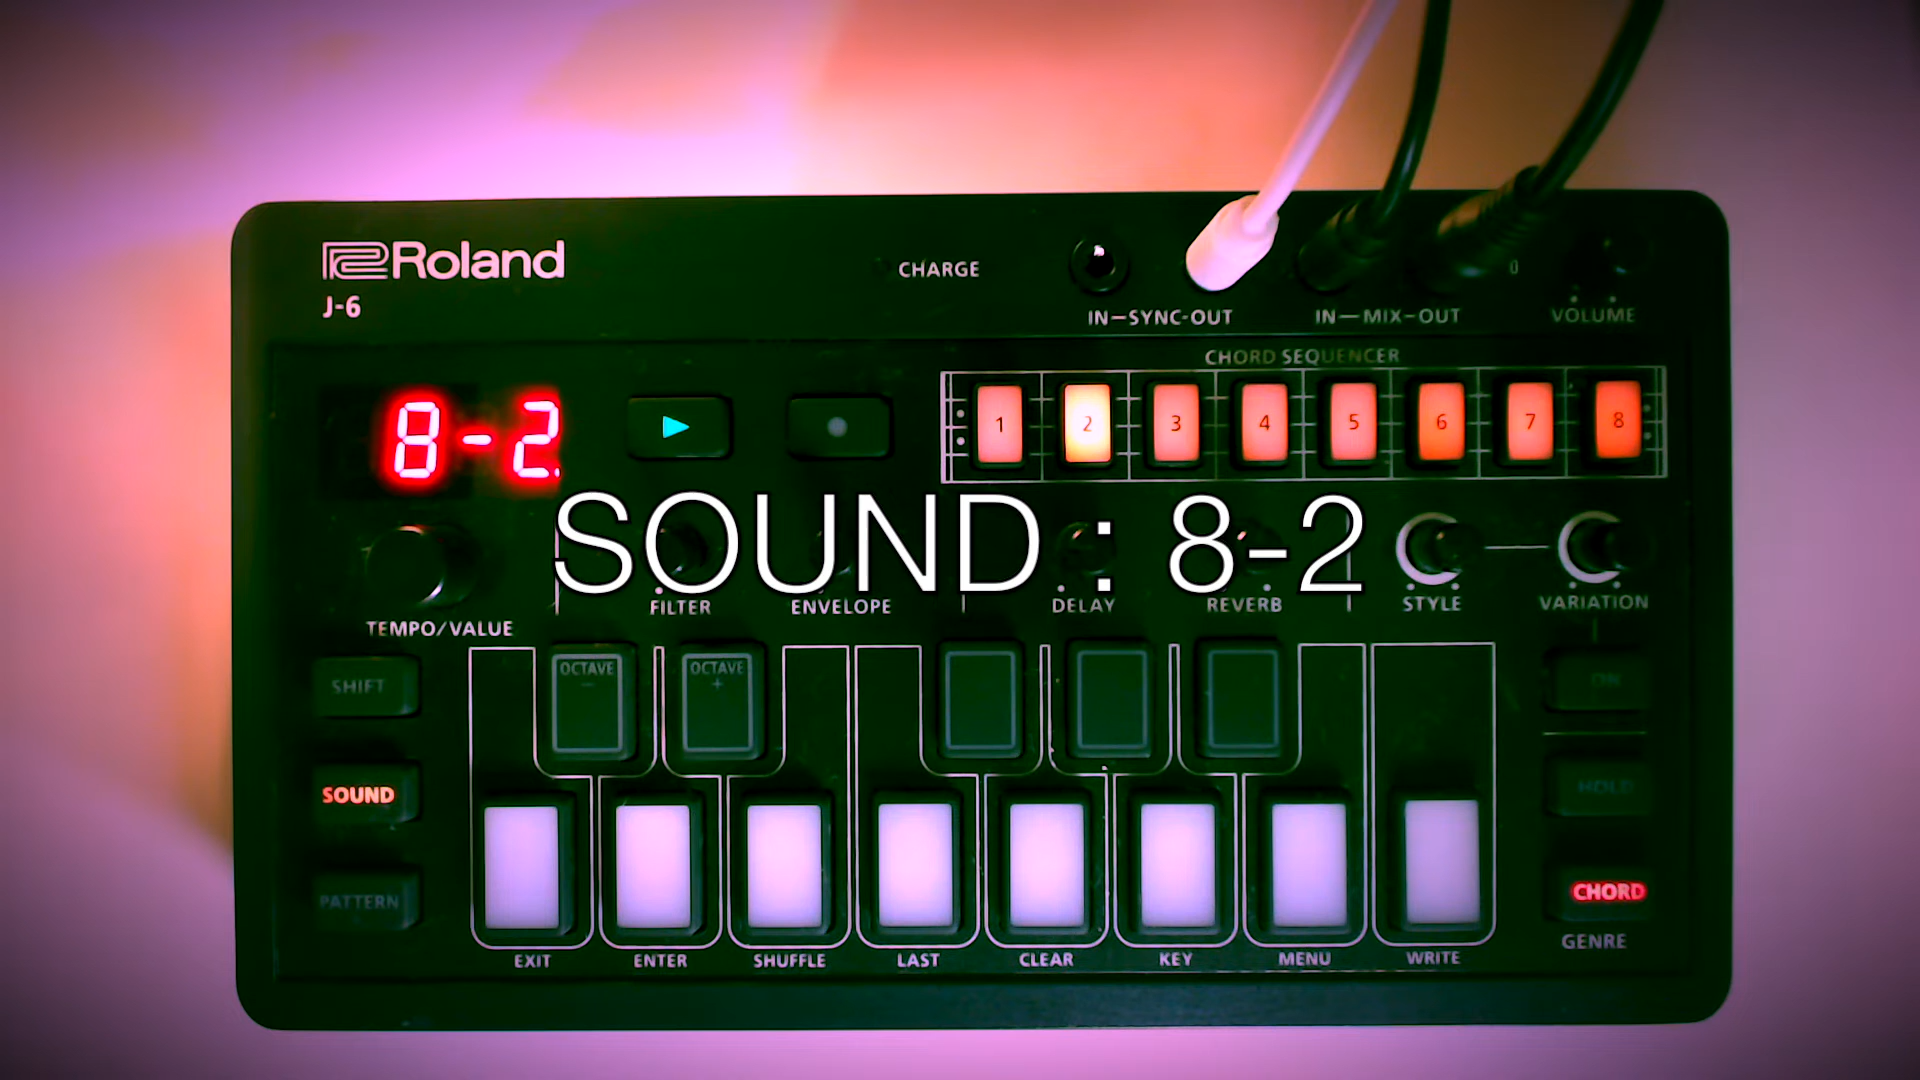 Roland
J-6
CHARGE
IN—SYNC-OUT
IN—MIX—OUT
VOLUME
CHORD SEQUENCER
8-2
1 2 3 4 5 6 7 8
SOUND : 8-2
TEMPO/VALUE
FILTER
ENVELOPE
DELAY
REVERB
STYLE
VARIATION
SHIFT
OCTAVE
−
OCTAVE
+
ON
SOUND
HOLD
PATTERN
CHORD
GENRE
EXIT
ENTER
SHUFFLE
LAST
CLEAR
KEY
MENU
WRITE